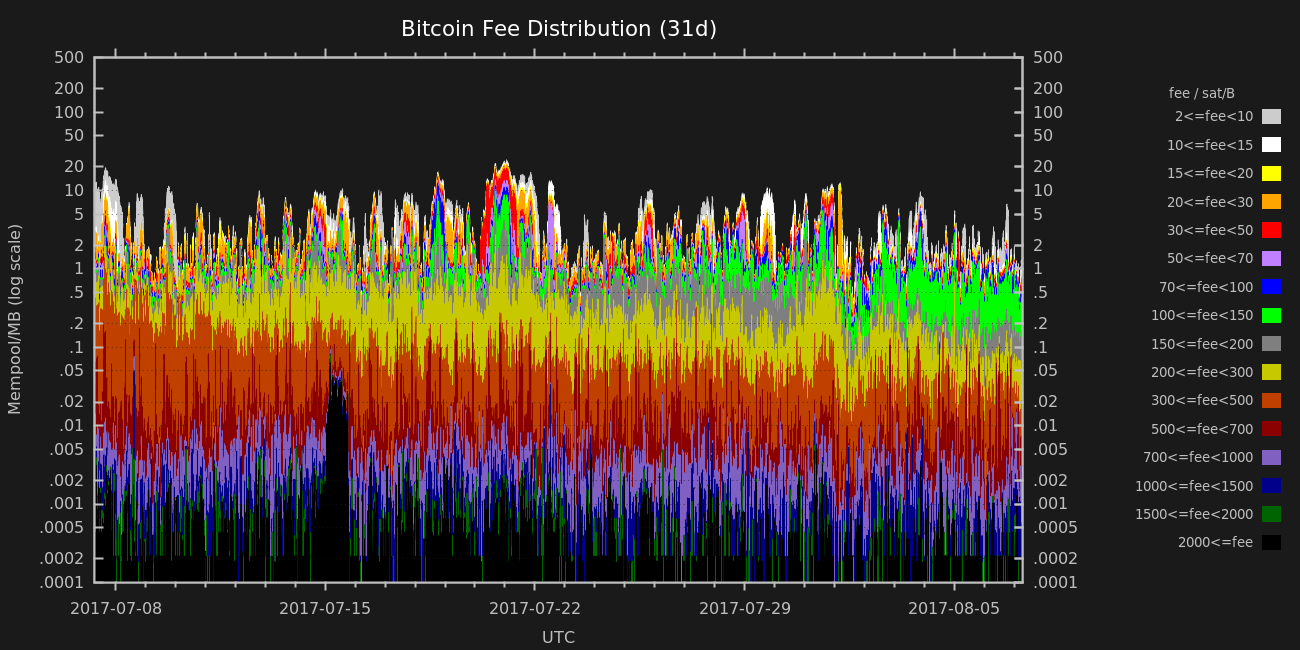 Bitcoin Fee Distribution (31d)
Mempool/MB (log scale)
500
200
100
50
20
10
5
2
1
.5
.2
.1
.05
.02
.01
.005
.002
.001
.0005
.0002
.0001
500
200
100
50
20
10
5
2
1
.5
.2
.1
.05
.02
.01
.005
.002
.001
.0005
.0002
.0001
2017-07-08 2017-07-15 2017-07-22 2017-07-29 2017-08-05
UTC
fee / sat/B
2<=fee<10
10<=fee<15
15<=fee<20
20<=fee<30
30<=fee<50
50<=fee<70
70<=fee<100
100<=fee<150
150<=fee<200
200<=fee<300
300<=fee<500
500<=fee<700
700<=fee<1000
1000<=fee<1500
1500<=fee<2000
2000<=fee